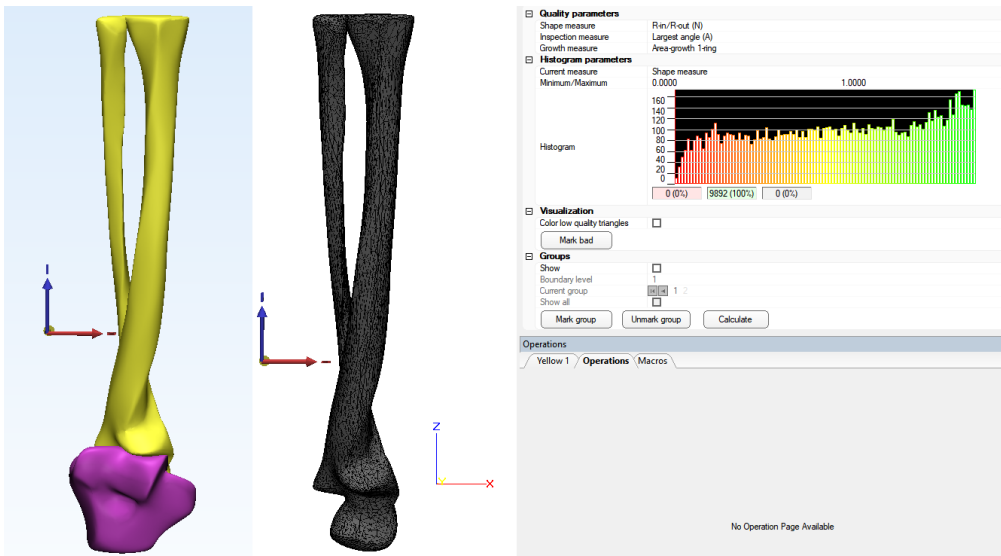 Quality parameters
Shape measure R-in/R-out (N)
Inspection measure Largest angle (A)
Growth measure Area-growth 1-ring
Histogram parameters
Current measure Shape measure
Minimum/Maximum 0.0000 1.0000
Histogram
160
140
120
100
80
60
40
20
0
0 (0%) 9892 (100%) 0 (0%)
Visualization
Color low quality triangles
Mark bad
Groups
Show
Boundary level 1
Current group 1 2
Show all
Mark group Unmark group Calculate
Operations
Yellow 1 Operations Macros
No Operation Page Available
Z
Y
X